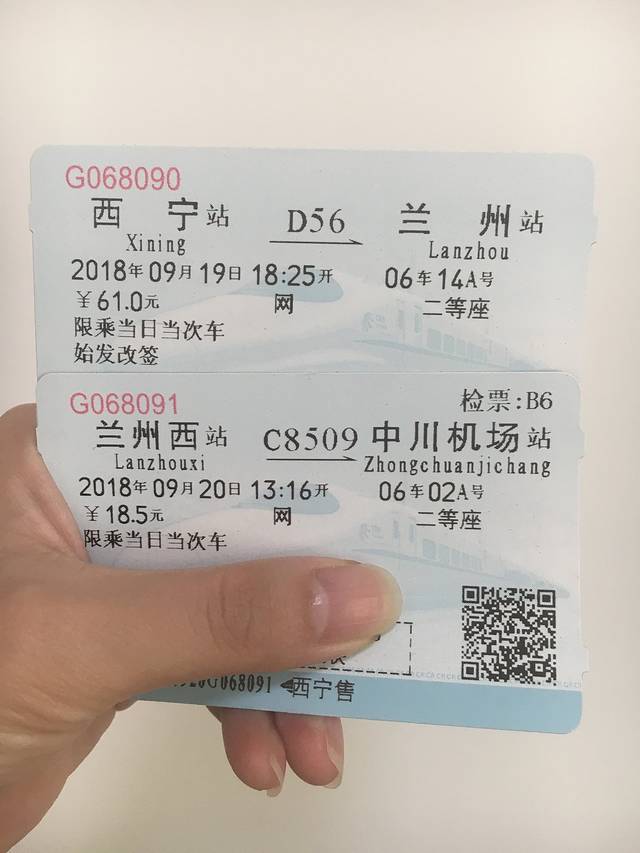 G068090
西宁站 D56 兰州站
Xining Lanzhou
2018年09月19日18:25开 06车14A号
￥61.0元 网 二等座
限乘当日当次车
始发改签
G068091 检票:B6
兰州西站 C8509 中川机场站
Lanzhouxi Zhongchuanjichang
2018年09月20日13:16开 06车02A号
￥18.5元 网 二等座
限乘当日当次车
G068091 西宁售